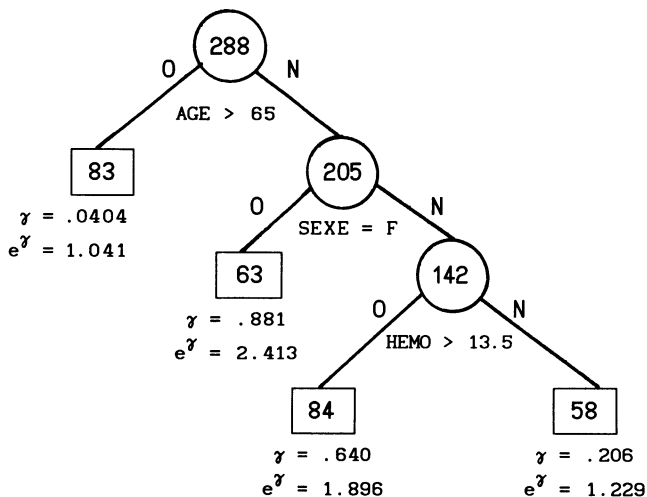 288
O N
AGE > 65
83 205
γ = .0404
e^γ = 1.041
O N
SEXE = F
63 142
γ = .881
e^γ = 2.413
O N
HEMO > 13.5
84 58
γ = .640 γ = .206
e^γ = 1.896 e^γ = 1.229